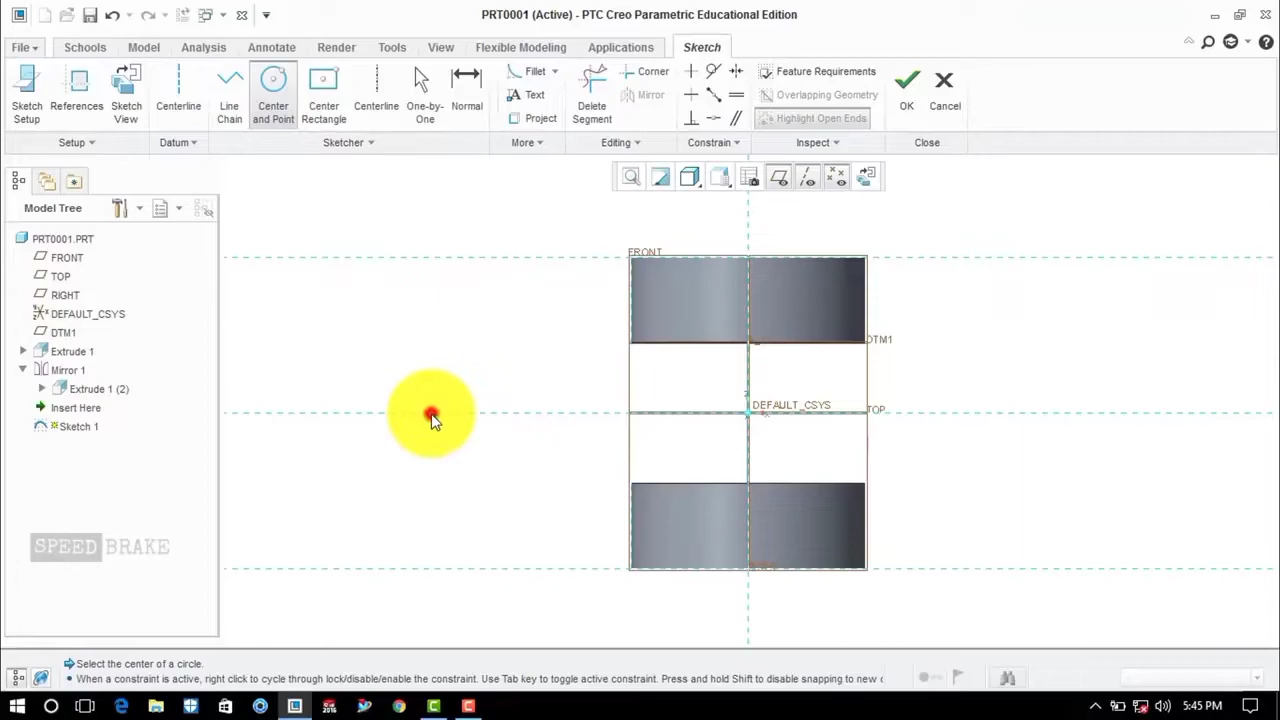 PRT0001 (Active) - PTC Creo Parametric Educational Edition
File Schools Model Analysis Annotate Render Tools View Flexible Modeling Applications Sketch
Sketch Setup
References
Sketch View
Setup
Centerline
Datum
Line Chain
Center and Point
Center Rectangle
Centerline
One-by-One
Normal
Sketcher
Fillet
Text
Project
More
Delete Segment
Corner
Mirror
Editing
Constrain
Feature Requirements
Overlapping Geometry
Highlight Open Ends
Inspect
OK
Cancel
Close
Model Tree
PRT0001.PRT
FRONT
TOP
RIGHT
DEFAULT_CSYS
DTM1
Extrude 1
Mirror 1
Extrude 1 (2)
Insert Here
Sketch 1
SPEED BRAKE
FRONT
DTM1
DEFAULT_CSYS
TOP
Select the center of a circle.
• When a constraint is active, right click to cycle through lock/disable/enable the constraint. Use Tab key to toggle active constraint. Press and hold Shift to disable snapping to new c
5:45 PM